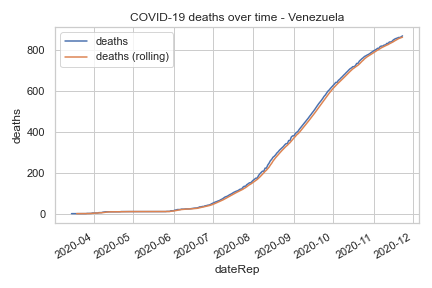 COVID-19 deaths over time - Venezuela
deaths
deaths (rolling)
800
600
400
200
0
deaths
2020-04
2020-05
2020-06
2020-07
2020-08
2020-09
2020-10
2020-11
2020-12
dateRep